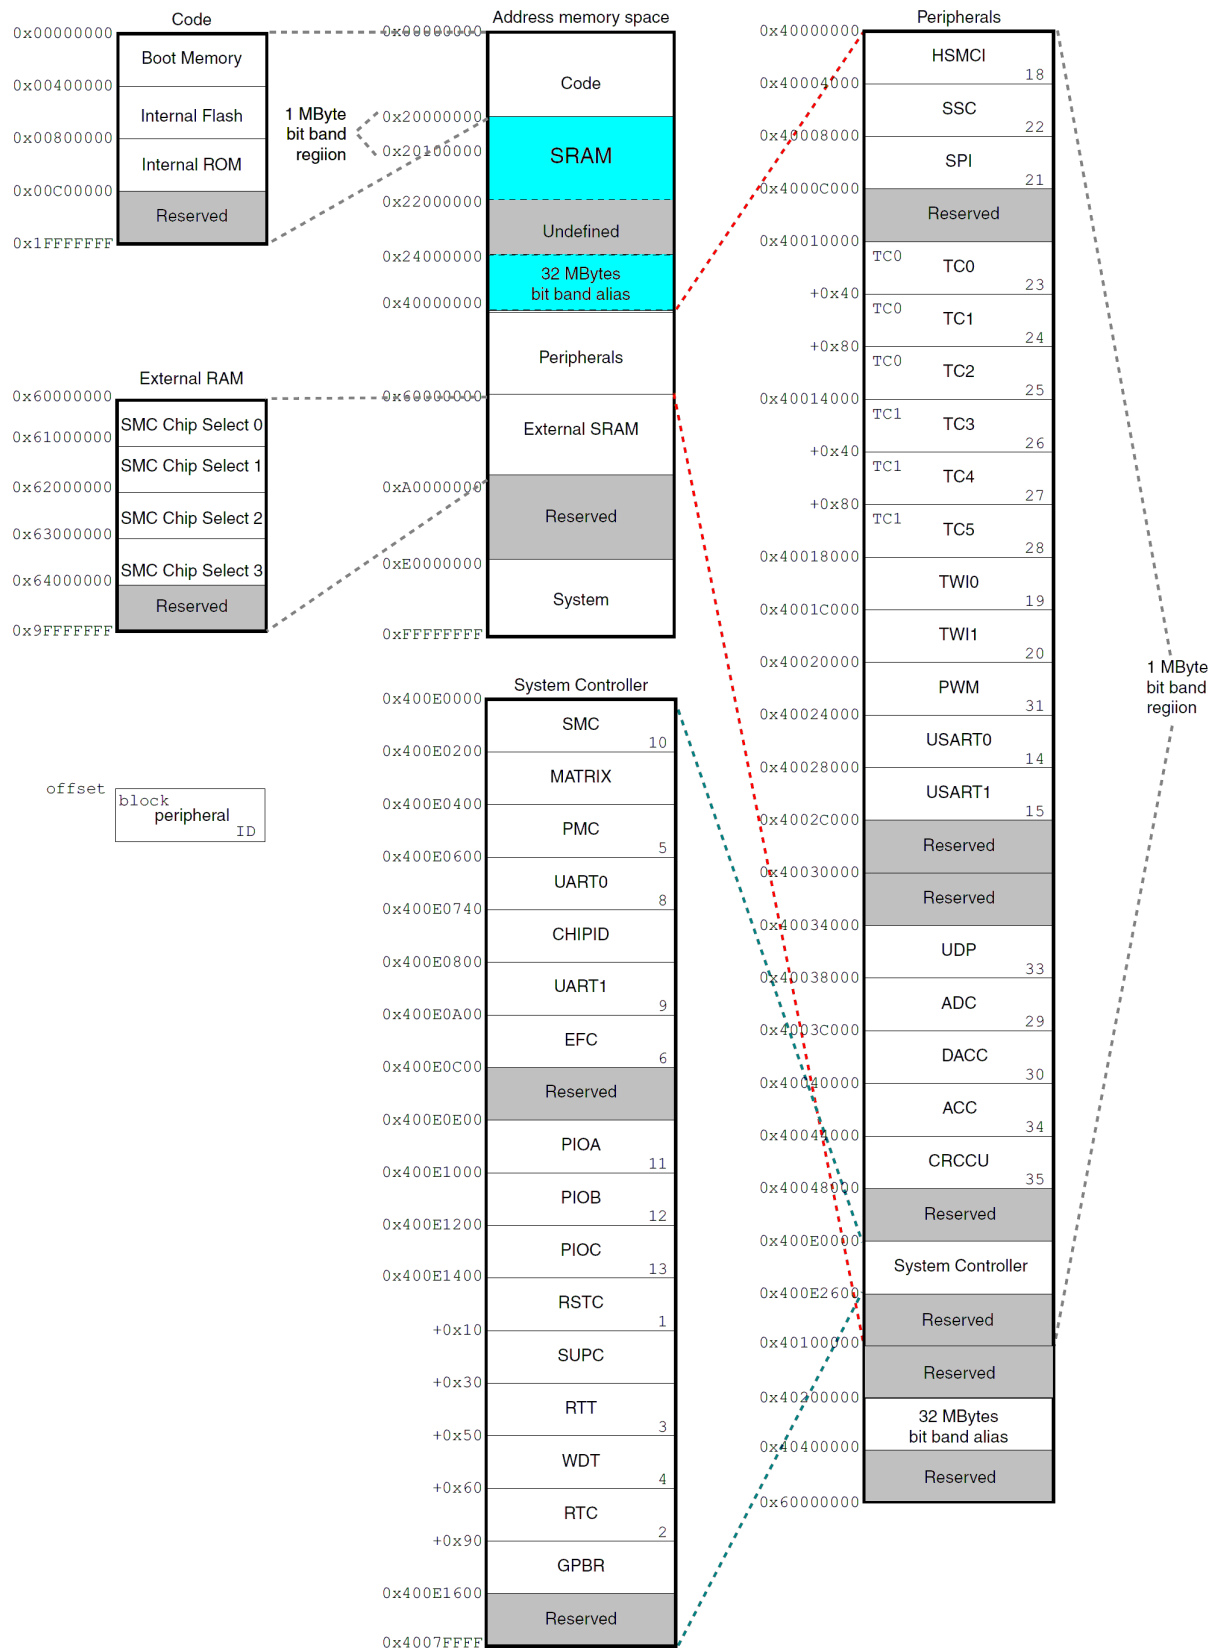 Code
0x00000000
Boot Memory
0x00400000
Internal Flash
0x00800000
Internal ROM
0x00C00000
Reserved
0x1FFFFFFF
1 MByte
bit band
regiion
External RAM
0x60000000
SMC Chip Select 0
0x61000000
SMC Chip Select 1
0x62000000
SMC Chip Select 2
0x63000000
SMC Chip Select 3
0x64000000
Reserved
0x9FFFFFFF
offset
block
peripheral
ID
Address memory space
0x00000000
Code
0x20000000
0x20100000
SRAM
0x22000000
Undefined
0x24000000
32 MBytes
bit band alias
0x40000000
Peripherals
0x60000000
External SRAM
0xA0000000
Reserved
0xE0000000
System
0xFFFFFFFF
System Controller
0x400E0000
SMC
10
0x400E0200
MATRIX
0x400E0400
PMC
5
0x400E0600
UART0
8
0x400E0740
CHIPID
0x400E0800
UART1
9
0x400E0A00
EFC
6
0x400E0C00
Reserved
0x400E0E00
PIOA
11
0x400E1000
PIOB
12
0x400E1200
PIOC
13
0x400E1400
RSTC
1
+0x10
SUPC
+0x30
RTT
3
+0x50
WDT
4
+0x60
RTC
2
+0x90
GPBR
0x400E1600
Reserved
0x4007FFFF
Peripherals
0x40000000
HSMCI
18
0x40004000
SSC
22
0x40008000
SPI
21
0x4000C000
Reserved
0x40010000
TC0
TC0
23
+0x40
TC0
TC1
24
+0x80
TC0
TC2
25
0x40014000
TC1
TC3
26
+0x40
TC1
TC4
27
+0x80
TC1
TC5
28
0x40018000
TWI0
19
0x4001C000
TWI1
20
0x40020000
PWM
31
0x40024000
USART0
14
0x40028000
USART1
15
0x4002C000
Reserved
0x40030000
Reserved
0x40034000
UDP
33
0x40038000
ADC
29
0x4003C000
DACC
30
0x40040000
ACC
34
0x40044000
CRCCU
35
0x40048000
Reserved
0x400E0000
System Controller
0x400E2600
Reserved
0x40100000
Reserved
0x40200000
32 MBytes
bit band alias
0x40400000
Reserved
0x60000000
1 MByte
bit band
regiion